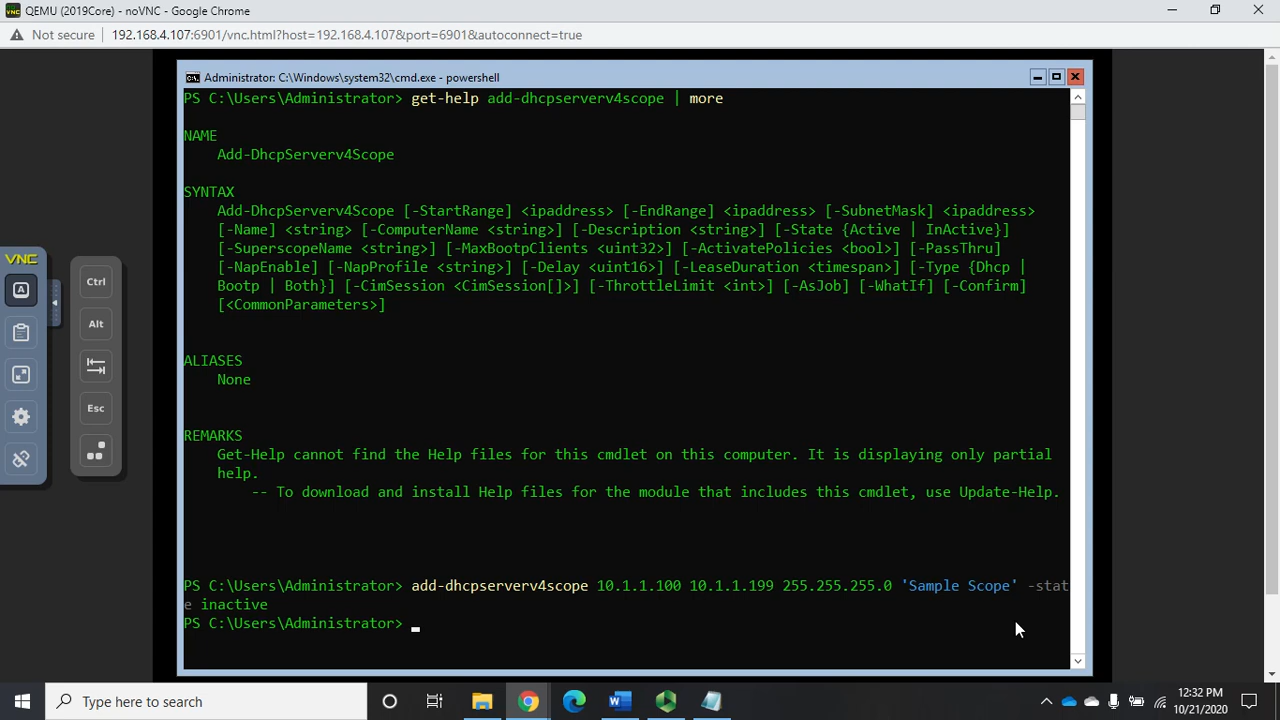 QEMU (2019Core) - noVNC - Google Chrome
Not secure
192.168.4.107:6901/vnc.html?host=192.168.4.107&port=6901&autoconnect=true
Administrator: C:\Windows\system32\cmd.exe - powershell
PS C:\Users\Administrator> get-help add-dhcpserverv4scope | more
NAME
Add-DhcpServerv4Scope
SYNTAX
Add-DhcpServerv4Scope [-StartRange] <ipaddress> [-EndRange] <ipaddress> [-SubnetMask] <ipaddress>
[-Name] <string> [-ComputerName <string>] [-Description <string>] [-State {Active | InActive}]
[-SuperscopeName <string>] [-MaxBootpClients <uint32>] [-ActivatePolicies <bool>] [-PassThru]
[-NapEnable] [-NapProfile <string>] [-Delay <uint16>] [-LeaseDuration <timespan>] [-Type {Dhcp |
Bootp | Both}] [-CimSession <CimSession[]>] [-ThrottleLimit <int>] [-AsJob] [-WhatIf] [-Confirm]
[<CommonParameters>]
ALIASES
None
REMARKS
Get-Help cannot find the Help files for this cmdlet on this computer. It is displaying only partial
help.
-- To download and install Help files for the module that includes this cmdlet, use Update-Help.
PS C:\Users\Administrator> add-dhcpserverv4scope 10.1.1.100 10.1.1.199 255.255.255.0 'Sample Scope' -stat
e inactive
PS C:\Users\Administrator>
VNC
A
Ctrl
Alt
Esc
Type here to search
12:32 PM
10/21/2020